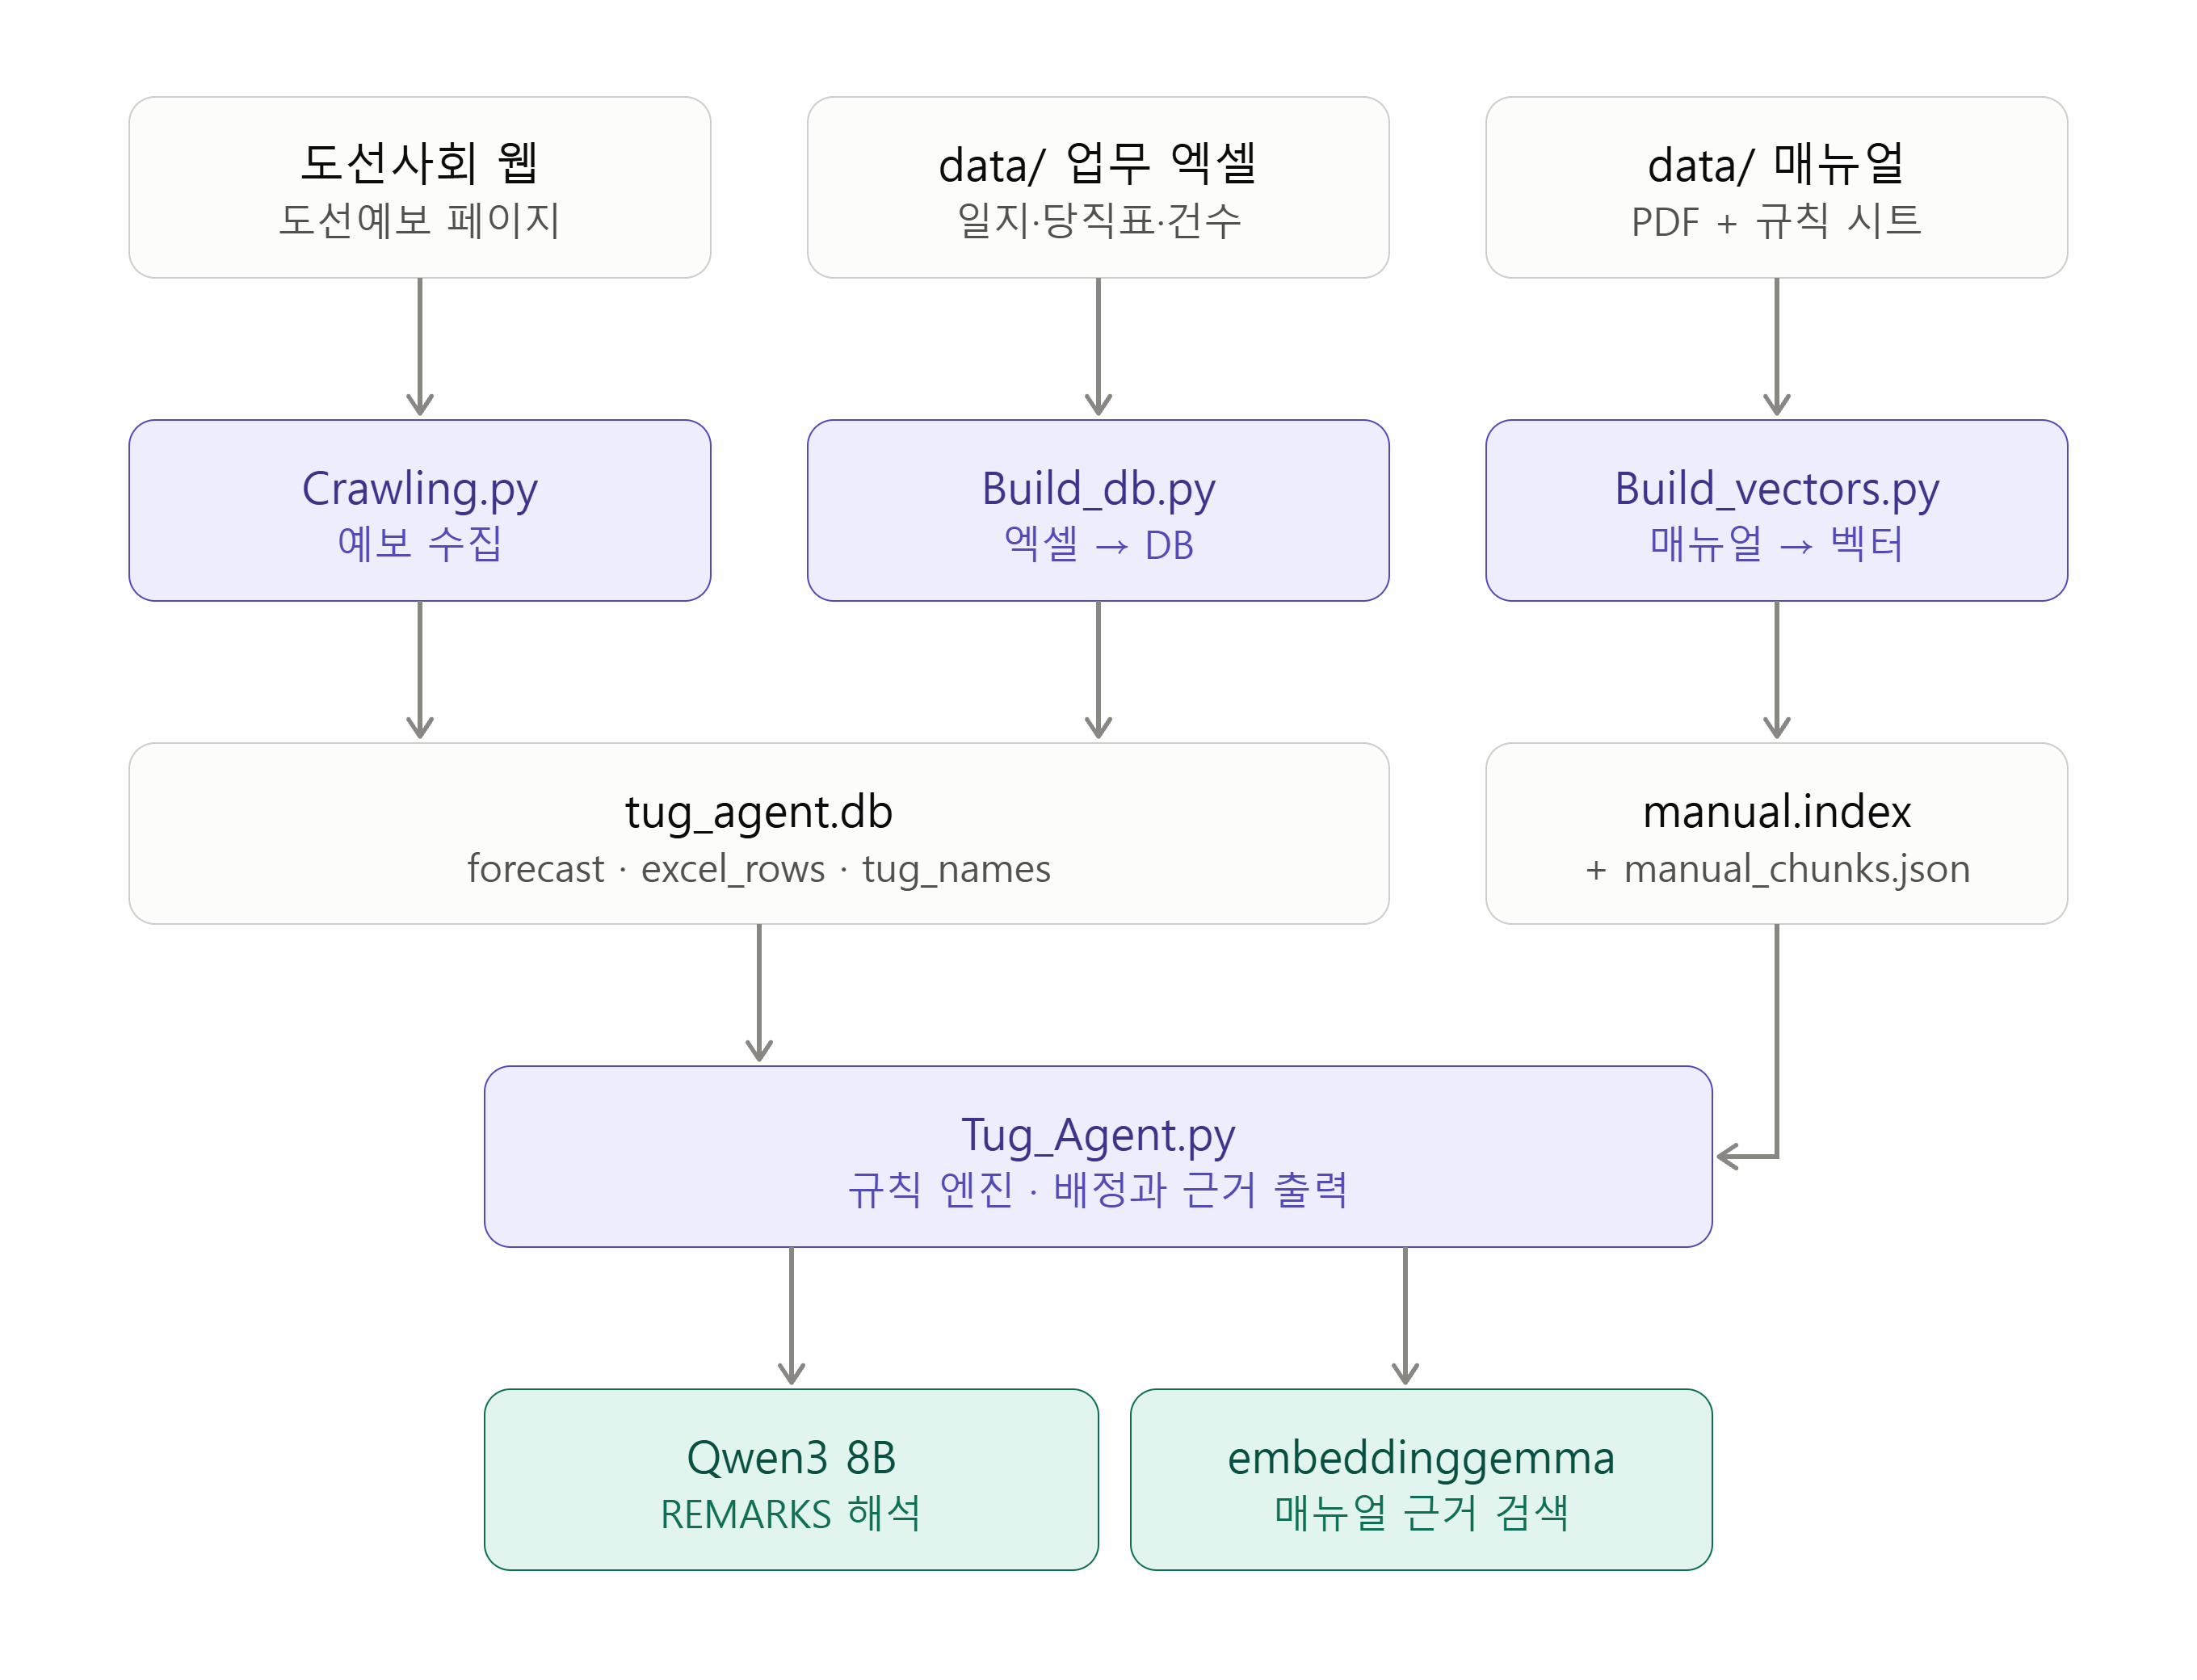 도선사회 웹
도선예보 페이지
data/ 업무 엑셀
일지·당직표·건수
data/ 매뉴얼
PDF + 규칙 시트
Crawling.py
예보 수집
Build_db.py
엑셀 → DB
Build_vectors.py
매뉴얼 → 벡터
tug_agent.db
forecast · excel_rows · tug_names
manual.index
+ manual_chunks.json
Tug_Agent.py
규칙 엔진 · 배정과 근거 출력
Qwen3 8B
REMARKS 해석
embeddinggemma
매뉴얼 근거 검색